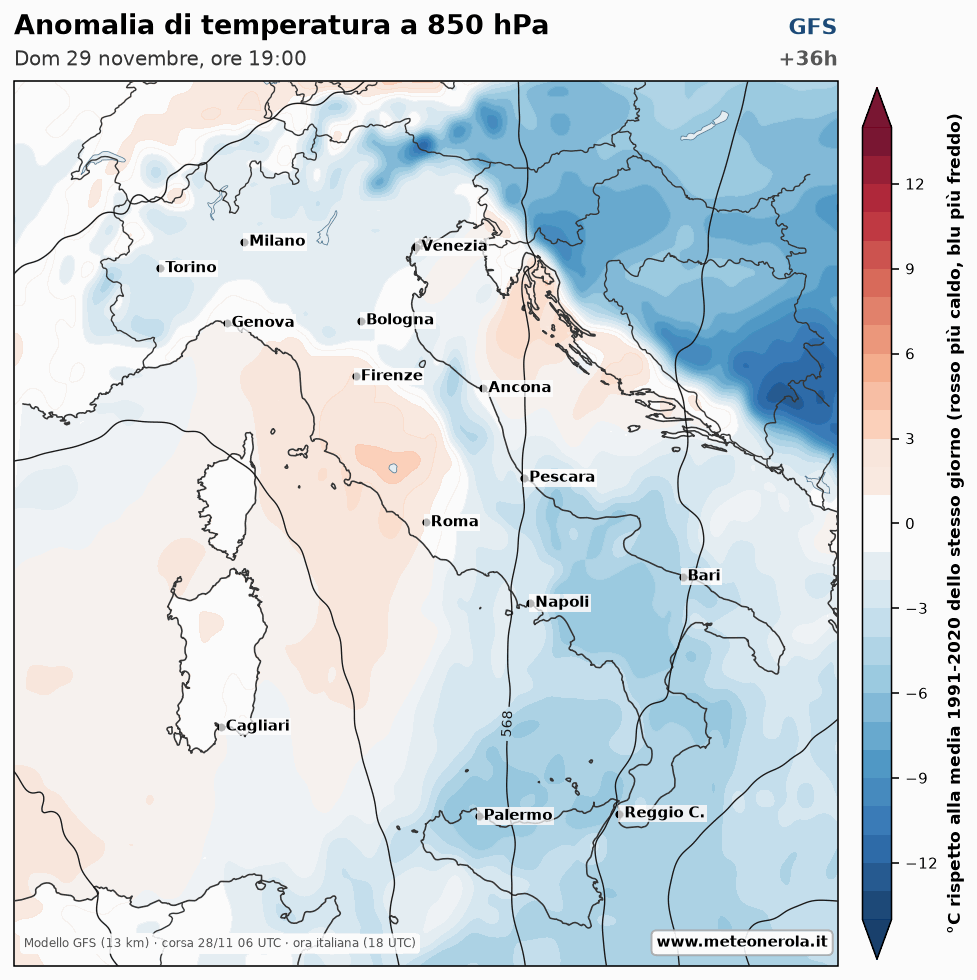 Anomalia di temperatura a 850 hPa
GFS
Dom 29 novembre, ore 19:00
+36h
Milano
Venezia
Torino
Genova
Bologna
Firenze
Ancona
Pescara
Roma
Bari
Napoli
568
Cagliari
Palermo
Reggio C.
12
9
6
3
0
−3
−6
−9
−12
°C rispetto alla media 1991-2020 dello stesso giorno (rosso più caldo, blu più freddo)
Modello GFS (13 km) · corsa 28/11 06 UTC · ora italiana (18 UTC)
www.meteonerola.it